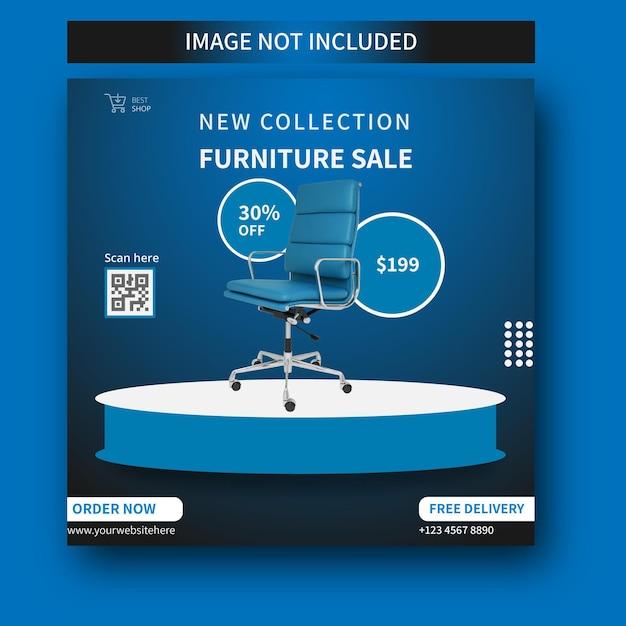 IMAGE NOT INCLUDED
BEST
SHOP
NEW COLLECTION
FURNITURE SALE
30%
OFF
$199
Scan here
ORDER NOW
www.yourwebsitehere
FREE DELIVERY
+123 4567 8890